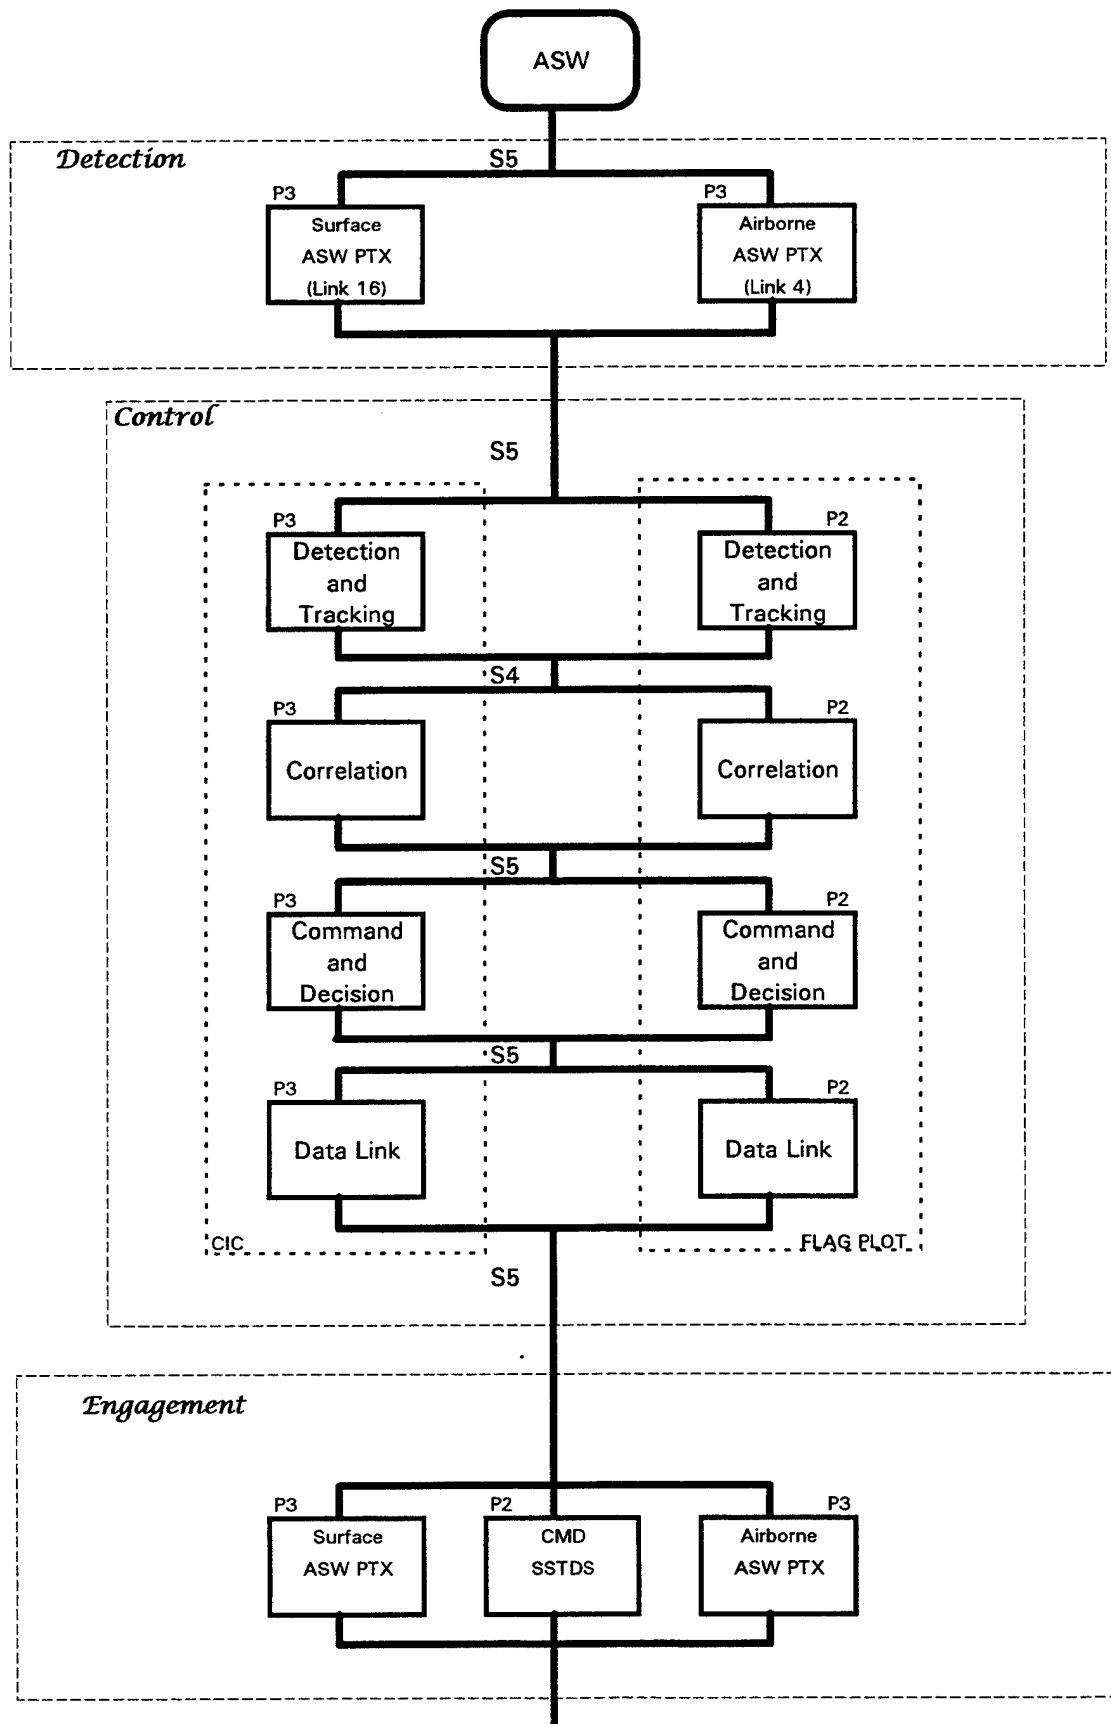 ASW
Detection
S5
P3
P3
Surface
ASW PTX
(Link 16)
Airborne
ASW PTX
(Link 4)
Control
S5
P3
P2
Detection
and
Tracking
Detection
and
Tracking
S4
P3
P2
Correlation
Correlation
S5
P3
P2
Command
and
Decision
Command
and
Decision
S5
P3
P2
Data Link
Data Link
CIC
FLAG PLOT
S5
Engagement
P3
P2
P3
Surface
ASW PTX
CMD
SSTDS
Airborne
ASW PTX